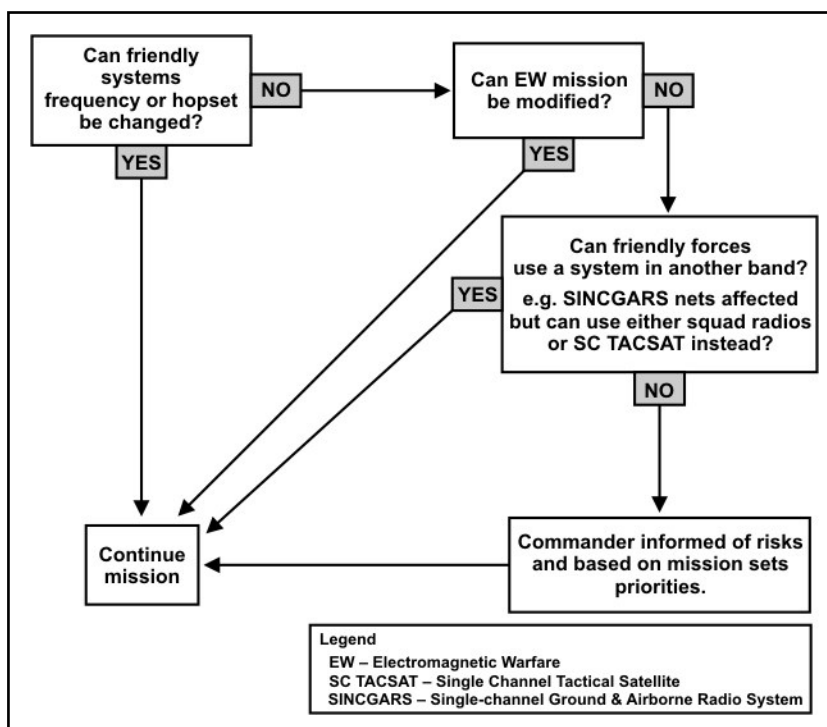 Can friendly
systems
frequency or hopset
be changed?
NO
YES
Can EW mission
be modified?
NO
YES
Can friendly forces
use a system in another band?
e.g. SINCGARS nets affected
but can use either squad radios
or SC TACSAT instead?
YES
NO
Continue
mission
Commander informed of risks
and based on mission sets
priorities.
Legend
EW – Electromagnetic Warfare
SC TACSAT – Single Channel Tactical Satellite
SINCGARS – Single-channel Ground & Airborne Radio System